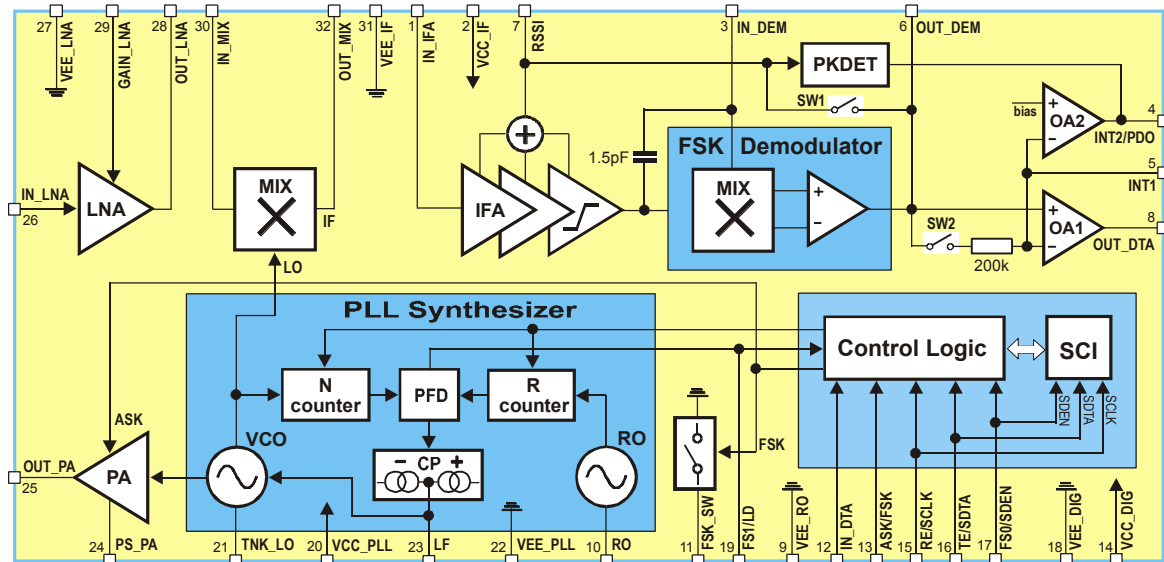 27 29 28 30 32 31 1 2 7 3 6
VEE_LNA
GAIN_LNA
OUT_LNA
IN_MIX
OUT_MIX
VEE_IF
IN_IFA
VCC_IF
RSSI
IN_DEM
OUT_DEM
PKDET
SW1
bias
+
−
OA2
4
INT2/PDO
1.5pF
FSK Demodulator
5
INT1
IN_LNA
26
LNA
MIX
IF
+
IFA
MIX
+
−
SW2
200k
+
−
OA1
8
OUT_DTA
LO
PLL Synthesizer
N
counter
PFD
R
counter
Control Logic
SCI
SDEN
SDTA
SCLK
ASK
VCO
RO
− CP +
FSK
OUT_PA
25
PA
24
PS_PA
21
TNK_LO
20
VCC_PLL
23
LF
22
VEE_PLL
10
RO
11
FSK_SW
19
FS1/LD
9
VEE_RO
12
IN_DTA
13
ASK/FSK
15
RE/SCLK
16
TE/SDTA
17
FS0/SDEN
18
VEE_DIG
14
VCC_DIG